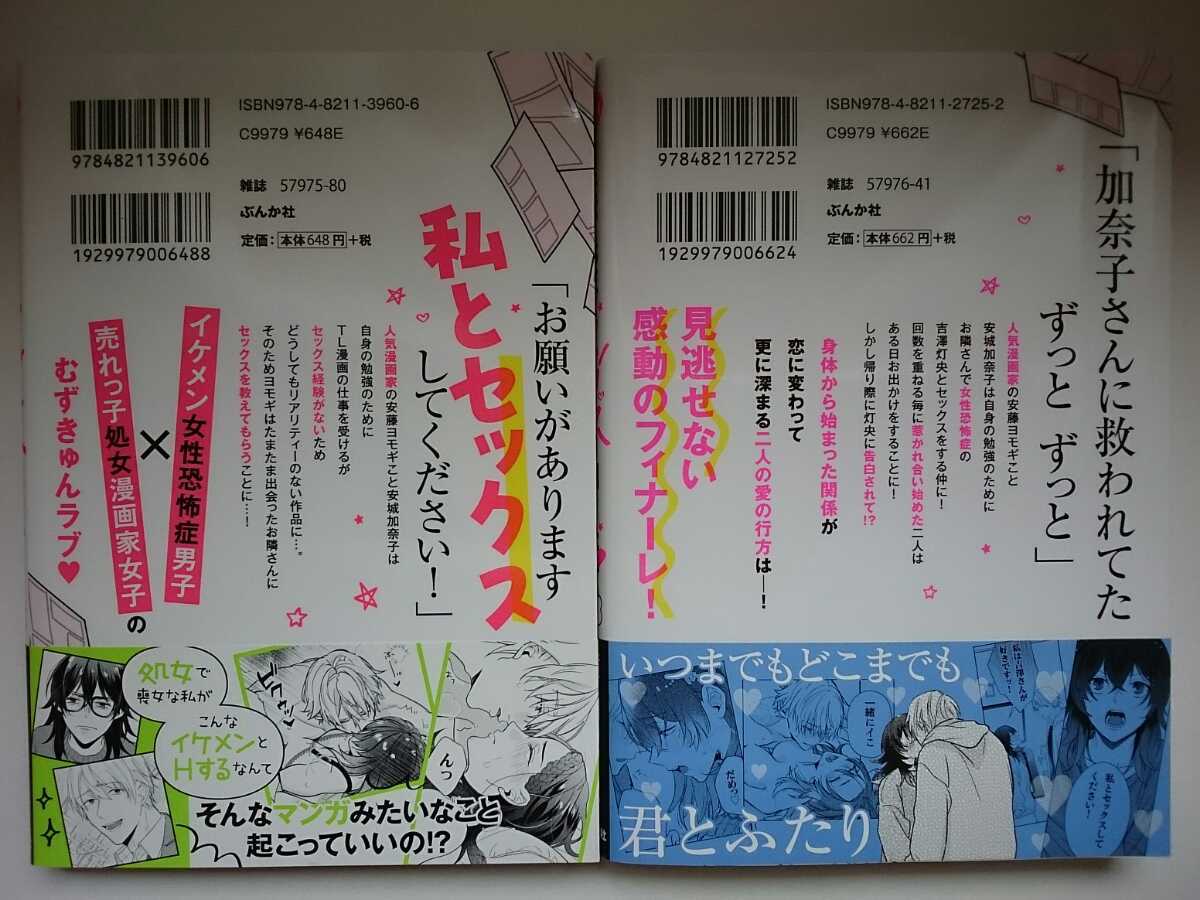 ISBN978-4-8211-3960-6
C9979 ¥648E
9784821139606
雑誌 57975-80
ぶんか社
定価：本体648円+税
1929979006488
「お願いがあります
私とセックス
してください！」
人気漫画家の安藤ヨモギこと安城加奈子は
自身の勉強のために
TL漫画の仕事を受けるが
セックス経験がないため
どうしてもリアリティーのない作品に…。
そのためヨモギはたまたま出会ったお隣さんに
セックスを教えてもらうことに…！
イケメン女性恐怖症男子
×
売れっ子処女漫画家女子の
むずきゅんラブ♥
処女で
喪女な私が
こんな
イケメンと
Hするなんて
んっ
そんなマンガみたいなこと
起こっていいの!?
ISBN978-4-8211-2725-2
C9979 ¥662E
9784821127252
雑誌 57976-41
ぶんか社
定価：本体662円+税
1929979006624
「加奈子さんに救われてた
ずっと ずっと」
人気漫画家の安藤ヨモギこと
安城加奈子は自身の勉強のために
お隣さんで女性恐怖症の
吉澤灯央とセックスをする仲に！
回数を重ねる毎に惹かれ合い始めた二人は
ある日お出かけをすることに！
しかし帰り際に灯央に告白されて!?
身体から始まった関係が
恋に変わって
更に深まる二人の愛の行方は―！
見逃せない
感動のフィナーレ！
いつまでもどこまでも
私は吉澤さんが
好きですッ！
一緒にイこ
だめっ
私とセックスして
ください！
君とふたり
社